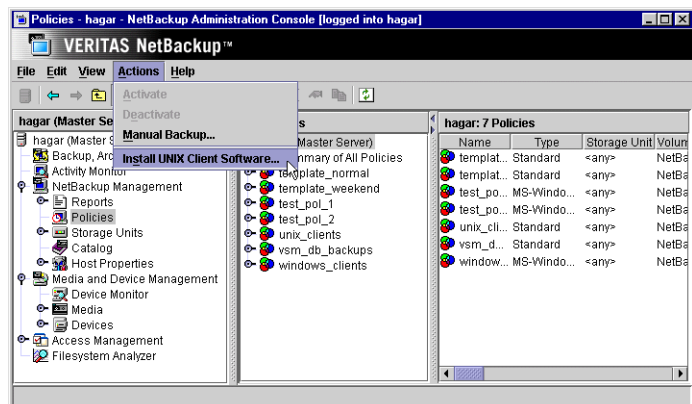 Policies - hagar - NetBackup Administration Console [logged into hagar]
VERITAS NetBackup™
File Edit View Actions Help
Activate
Deactivate
Manual Backup...
Install UNIX Client Software...
hagar (Master Se
hagar (Master S
Backup, Arc
Activity Monitor
NetBackup Management
Reports
Policies
Storage Units
Catalog
Host Properties
Media and Device Management
Device Monitor
Media
Devices
Access Management
Filesystem Analyzer
s
Master Server)
mmary of All Policies
template_normal
template_weekend
test_pol_1
test_pol_2
unix_clients
vsm_db_backups
windows_clients
hagar: 7 Policies
Name Type Storage Unit Volum
templat... Standard <any> NetBa
templat... Standard <any> NetBa
test_po... MS-Windo... <any> NetBa
test_po... MS-Windo... <any> NetBa
unix_cli... Standard <any> NetBa
vsm_d... Standard <any> NetBa
window... MS-Windo... <any> NetBa